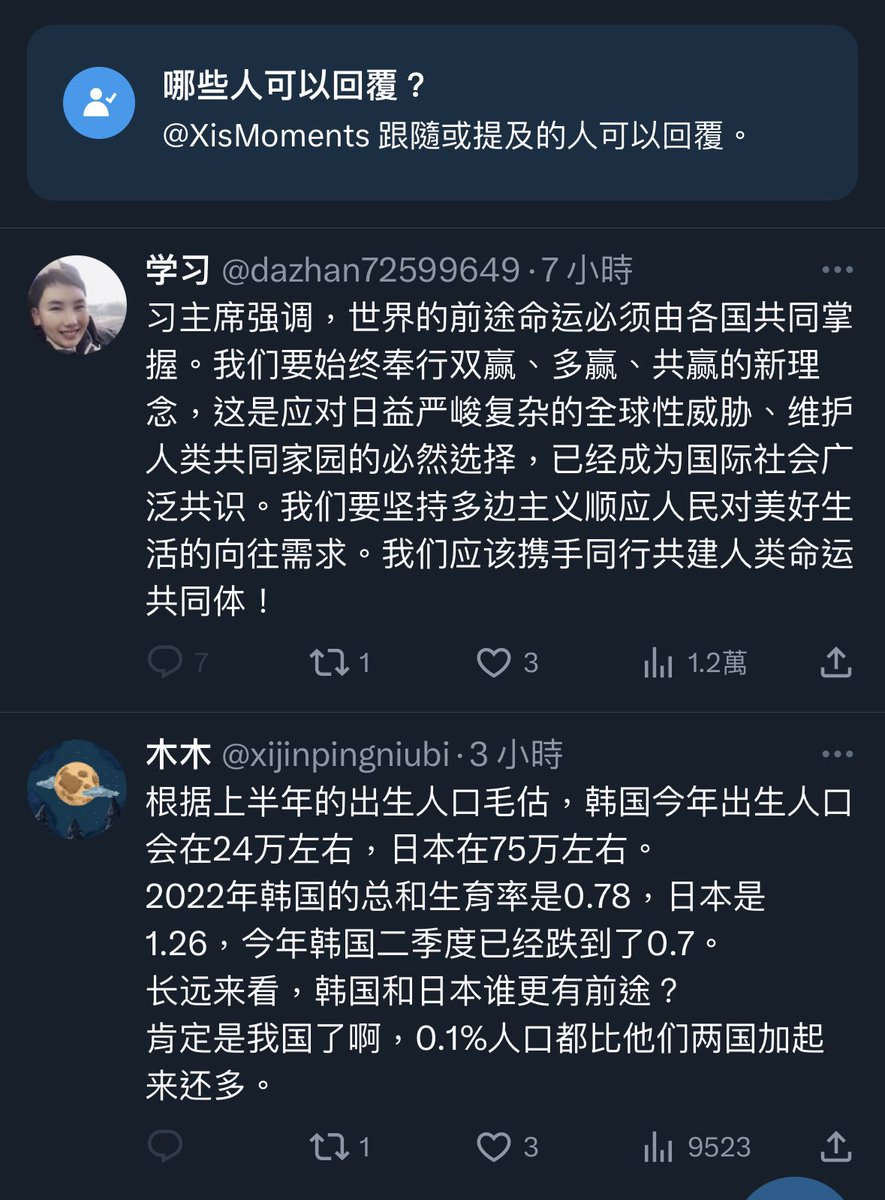 哪些人可以回覆？
@XisMoments 跟隨或提及的人可以回覆。
学习 @dazhan72599649·7 小時
习主席强调，世界的前途命运必须由各国共同掌
握。我们要始终奉行双赢、多赢、共赢的新理
念，这是应对日益严峻复杂的全球性威胁、维护
人类共同家园的必然选择，已经成为国际社会广
泛共识。我们要坚持多边主义顺应人民对美好生
活的向往需求。我们应该携手同行共建人类命运
共同体！
7 1 3 1.2萬
木木 @xijinpingniubi·3 小時
根据上半年的出生人口毛估，韩国今年出生人口
会在24万左右，日本在75万左右。
2022年韩国的总和生育率是0.78，日本是
1.26，今年韩国二季度已经跌到了0.7。
长远来看，韩国和日本谁更有前途？
肯定是我国了啊，0.1%人口都比他们两国加起
来还多。
1 3 9523